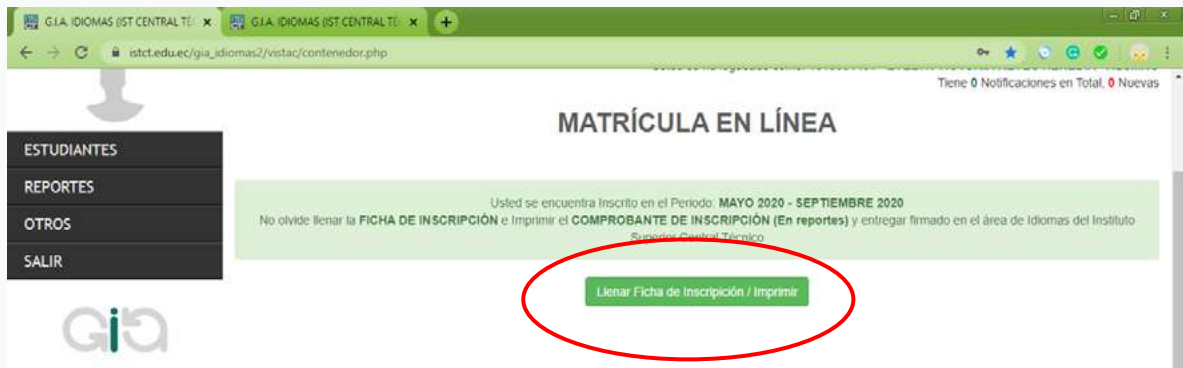 G.I.A. IDIOMAS (IST CENTRAL TÉ
G.I.A. IDIOMAS (IST CENTRAL TÉ
istct.edu.ec/gia_idiomas2/vistac/contenedor.php
Tiene 0 Notificaciones en Total, 0 Nuevas
MATRÍCULA EN LÍNEA
ESTUDIANTES
REPORTES
OTROS
SALIR
Usted se encuentra Inscrito en el Periodo: MAYO 2020 - SEPTIEMBRE 2020
No olvide llenar la FICHA DE INSCRIPCIÓN e Imprimir el COMPROBANTE DE INSCRIPCIÓN (En reportes) y entregar firmado en el área de Idiomas del Instituto
Superior Central Técnico
Llenar Ficha de Inscripición / Imprimir
Gia